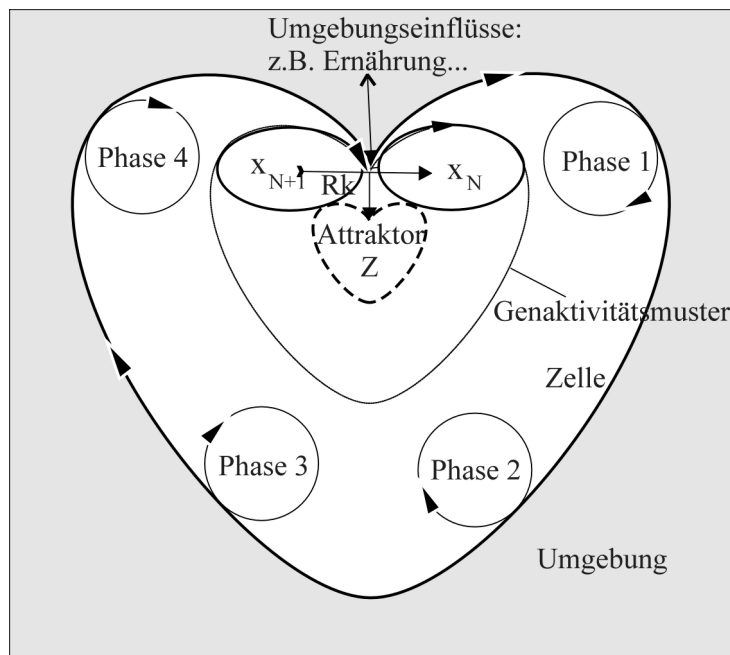 Umgebungseinflüsse:
z.B. Ernährung...
Phase 4
Phase 1
x N+1
x N
Rk
Attraktor
Z
Genaktivitätsmuster
Zelle
Phase 3
Phase 2
Umgebung